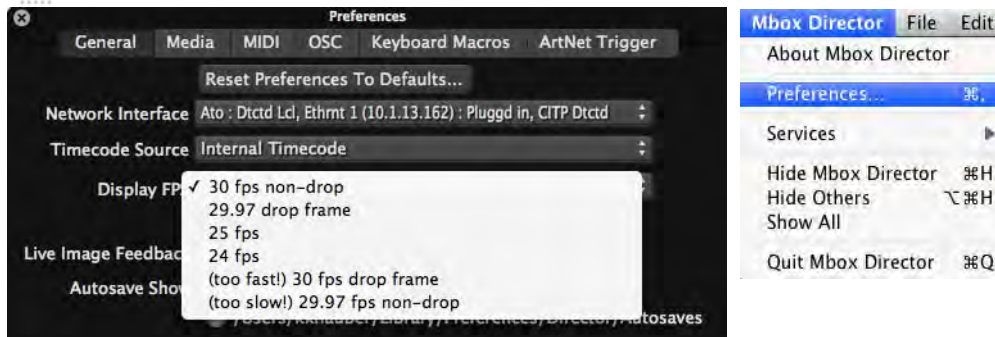 Preferences
General Media MIDI OSC Keyboard Macros ArtNet Trigger
Reset Preferences To Defaults...
Network Interface Ato : Dtctd Lcl, Ethrnt 1 (10.1.13.162) : Pluggd in, CITP Dtctd
Timecode Source Internal Timecode
Display FP ✓ 30 fps non-drop
29.97 drop frame
25 fps
Live Image Feedbac 24 fps
(too fast!) 30 fps drop frame
Autosave Show (too slow!) 29.97 fps non-drop
Mbox Director File Edit
About Mbox Director
Preferences... ⌘,
Services ▶
Hide Mbox Director ⌘H
Hide Others ⌥⌘H
Show All
Quit Mbox Director ⌘Q